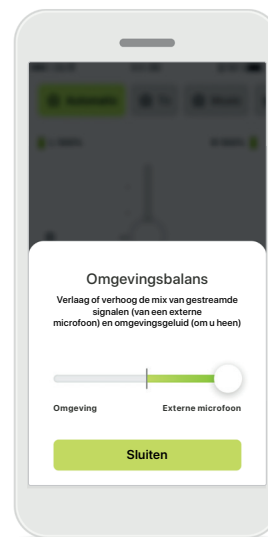 Omgevingsbalans
Verlaag of verhoog de mix van gestreamde
signalen (van een externe
microfoon) en omgevingsgeluid (om u heen)
Omgeving Externe microfoon
Sluiten